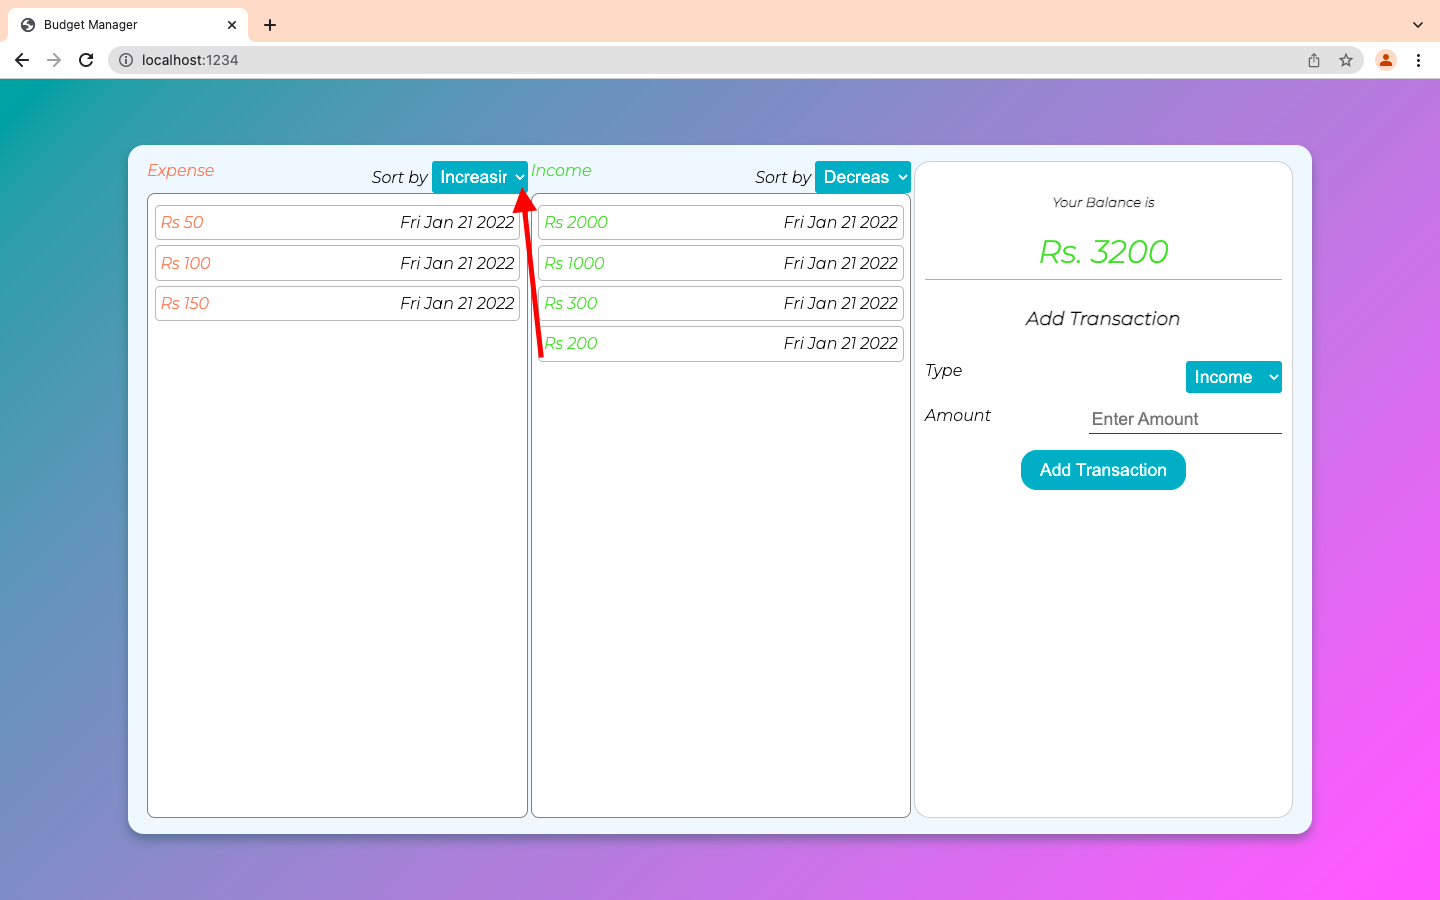 Budget Manager
localhost:1234
Expense
Sort by Increasir
Rs 50 Fri Jan 21 2022
Rs 100 Fri Jan 21 2022
Rs 150 Fri Jan 21 2022
Income
Sort by Decreas
Rs 2000 Fri Jan 21 2022
Rs 1000 Fri Jan 21 2022
Rs 300 Fri Jan 21 2022
Rs 200 Fri Jan 21 2022
Your Balance is
Rs. 3200
Add Transaction
Type Income
Amount Enter Amount
Add Transaction